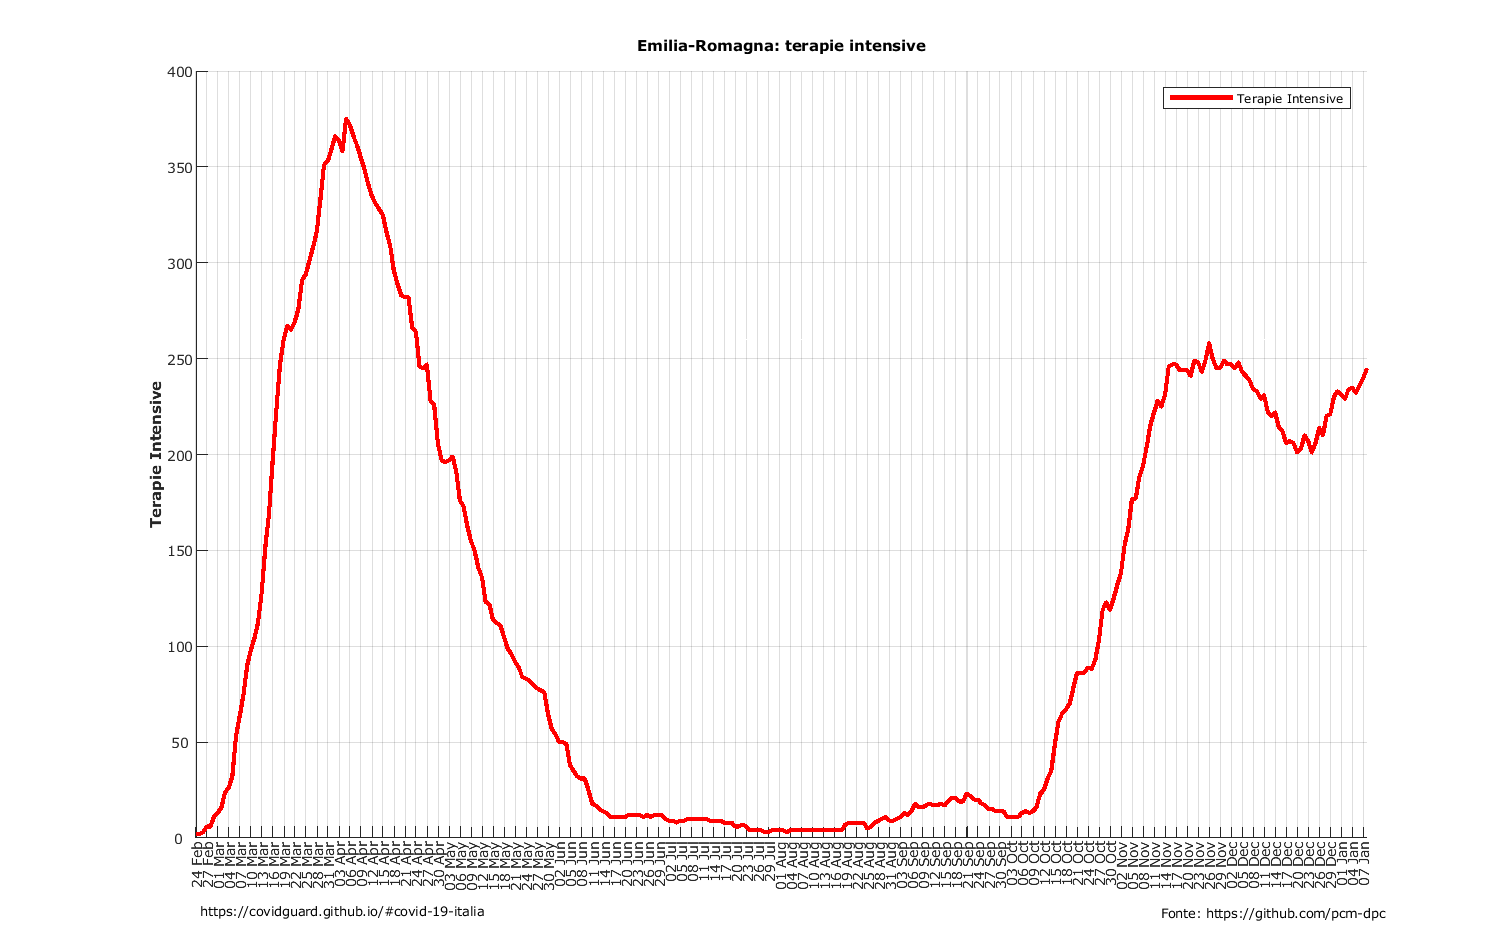 Emilia-Romagna: terapie intensive
Terapie Intensive
400
350
300
250
200
150
100
50
0
Terapie Intensive
24 Feb
27 Feb
01 Mar
04 Mar
07 Mar
10 Mar
13 Mar
16 Mar
19 Mar
22 Mar
25 Mar
28 Mar
31 Mar
03 Apr
06 Apr
09 Apr
12 Apr
15 Apr
18 Apr
21 Apr
24 Apr
27 Apr
30 Apr
03 May
06 May
09 May
12 May
15 May
18 May
21 May
24 May
27 May
30 May
02 Jun
05 Jun
08 Jun
11 Jun
14 Jun
17 Jun
20 Jun
23 Jun
26 Jun
29 Jun
02 Jul
05 Jul
08 Jul
11 Jul
14 Jul
17 Jul
20 Jul
23 Jul
26 Jul
29 Jul
01 Aug
04 Aug
07 Aug
10 Aug
13 Aug
16 Aug
19 Aug
22 Aug
25 Aug
28 Aug
31 Aug
03 Sep
06 Sep
09 Sep
12 Sep
15 Sep
18 Sep
21 Sep
24 Sep
27 Sep
30 Sep
03 Oct
06 Oct
09 Oct
12 Oct
15 Oct
18 Oct
21 Oct
24 Oct
27 Oct
30 Oct
02 Nov
05 Nov
08 Nov
11 Nov
14 Nov
17 Nov
20 Nov
23 Nov
26 Nov
29 Nov
02 Dec
05 Dec
08 Dec
11 Dec
14 Dec
17 Dec
20 Dec
23 Dec
26 Dec
29 Dec
01 Jan
04 Jan
07 Jan
https://covidguard.github.io/#covid-19-italia
Fonte: https://github.com/pcm-dpc